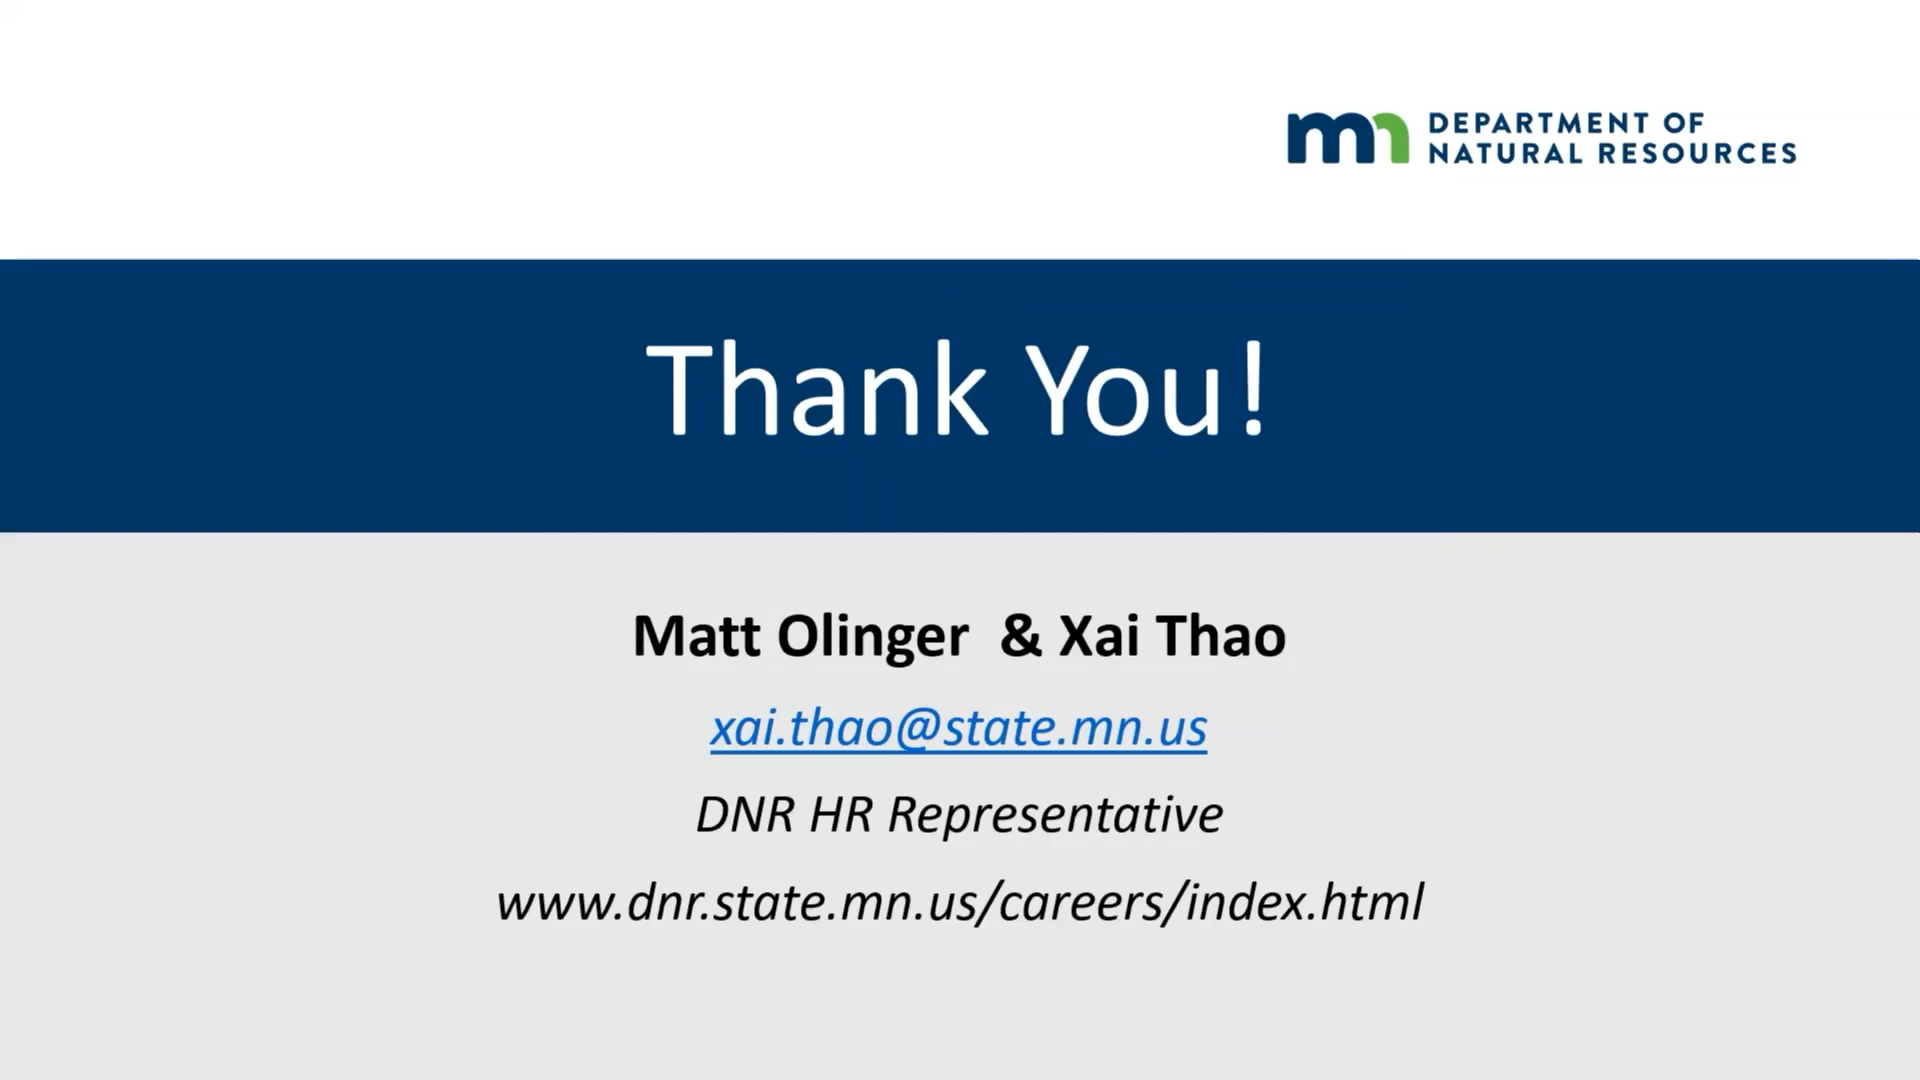 mn DEPARTMENT OF
NATURAL RESOURCES
Thank You!
Matt Olinger & Xai Thao
xai.thao@state.mn.us
DNR HR Representative
www.dnr.state.mn.us/careers/index.html